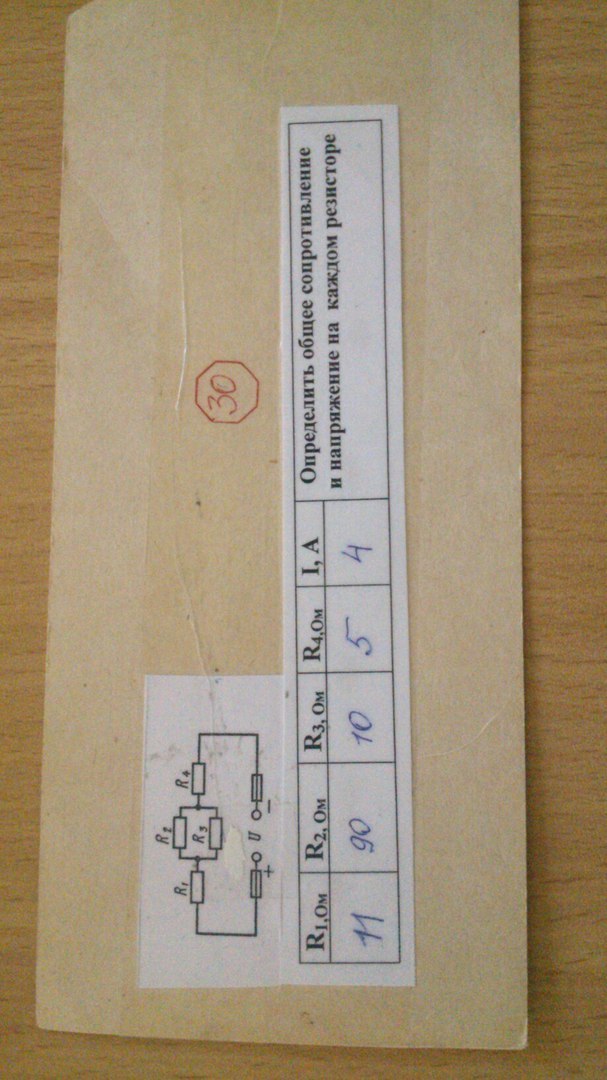 30
R₂
R₁
R₃
R₄
+
U
−
R₁,Ом R₂, Ом R₃, Ом R₄,Ом I, А Определить общее сопротивление
и напряжение на каждом резисторе
11 90 10 5 4